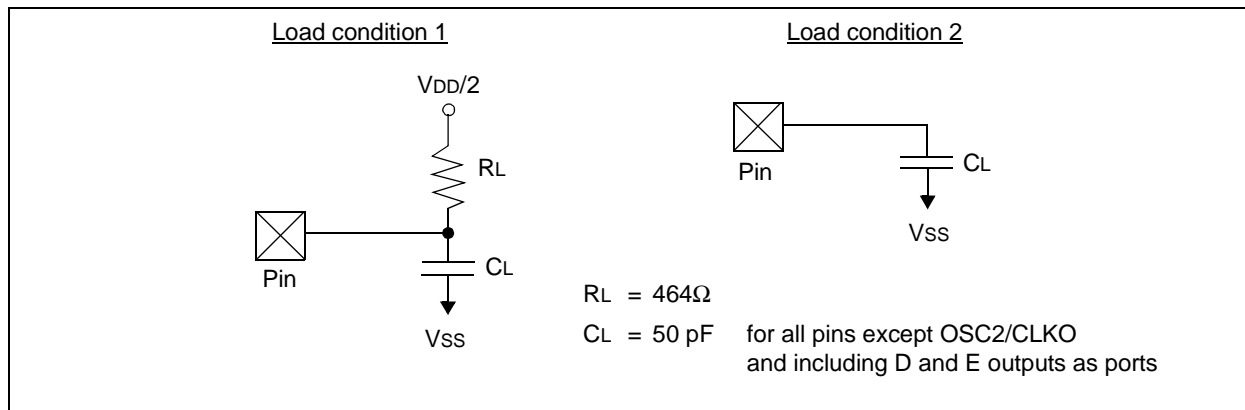 Load condition 1
Load condition 2
VDD/2
RL
CL
Pin
VSS
CL
Pin
VSS
RL = 464Ω
CL = 50 pF for all pins except OSC2/CLKO
and including D and E outputs as ports